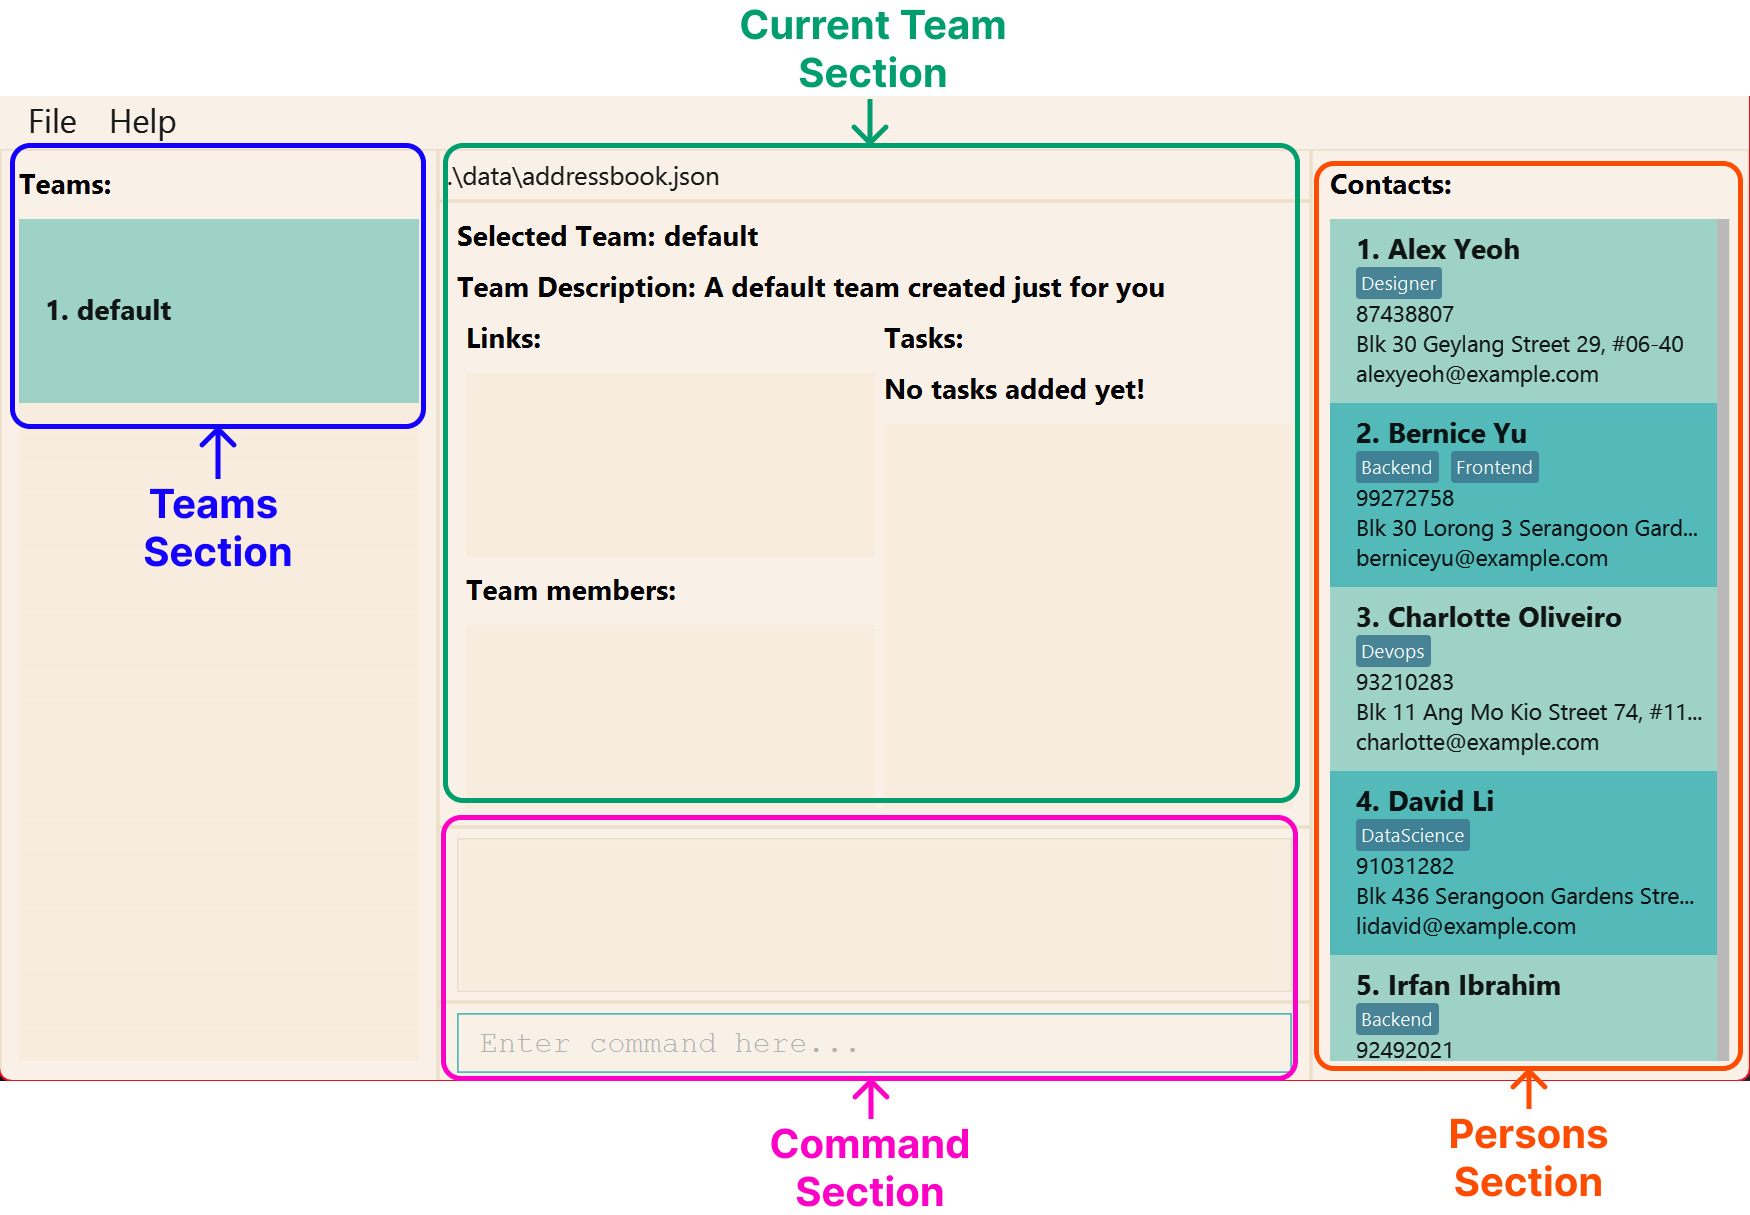 Current Team
Section
File Help
Teams:
1. default
Teams
Section
.\data\addressbook.json
Selected Team: default
Team Description: A default team created just for you
Links:
Team members:
Tasks:
No tasks added yet!
Enter command here...
Command
Section
Contacts:
1. Alex Yeoh
Designer
87438807
Blk 30 Geylang Street 29, #06-40
alexyeoh@example.com
2. Bernice Yu
Backend Frontend
99272758
Blk 30 Lorong 3 Serangoon Gard...
berniceyu@example.com
3. Charlotte Oliveiro
Devops
93210283
Blk 11 Ang Mo Kio Street 74, #11...
charlotte@example.com
4. David Li
DataScience
91031282
Blk 436 Serangoon Gardens Stre...
lidavid@example.com
5. Irfan Ibrahim
Backend
92492021
Persons
Section